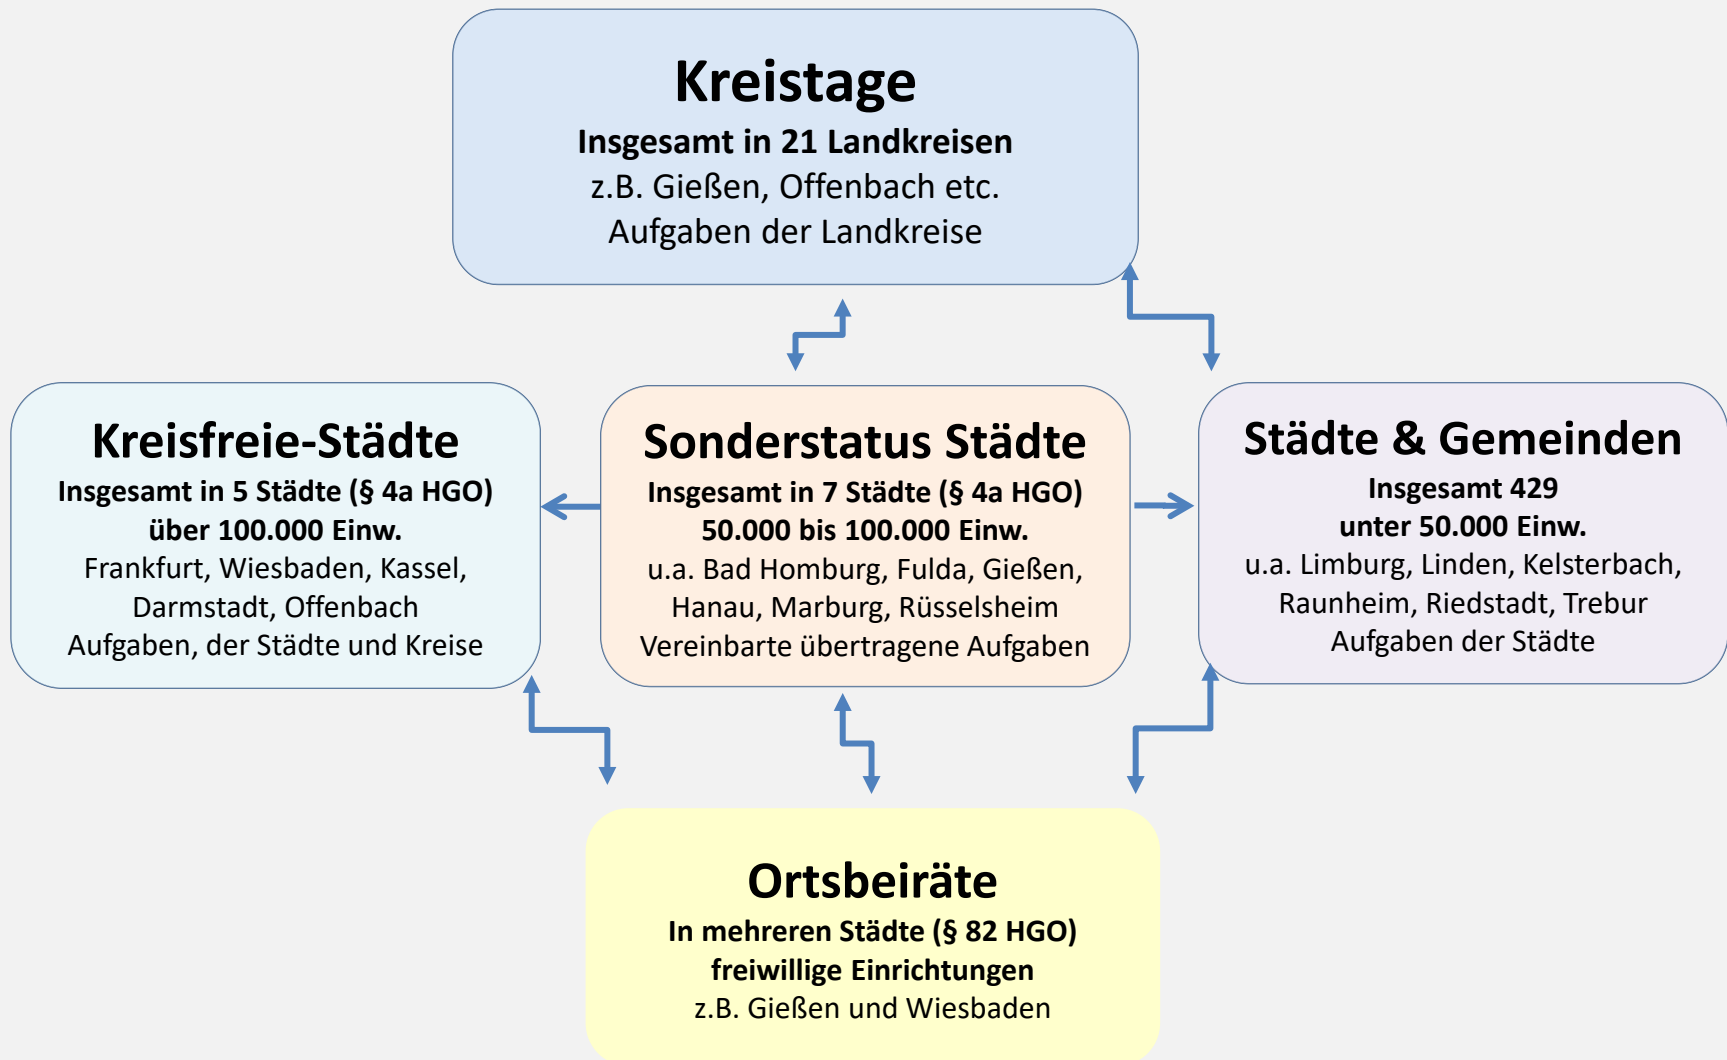 Kreistage
Insgesamt in 21 Landkreisen
z.B. Gießen, Offenbach etc.
Aufgaben der Landkreise
Kreisfreie-Städte
Insgesamt in 5 Städte (§ 4a HGO)
über 100.000 Einw.
Frankfurt, Wiesbaden, Kassel,
Darmstadt, Offenbach
Aufgaben, der Städte und Kreise
Sonderstatus Städte
Insgesamt in 7 Städte (§ 4a HGO)
50.000 bis 100.000 Einw.
u.a. Bad Homburg, Fulda, Gießen,
Hanau, Marburg, Rüsselsheim
Vereinbarte übertragene Aufgaben
Städte & Gemeinden
Insgesamt 429
unter 50.000 Einw.
u.a. Limburg, Linden, Kelsterbach,
Raunheim, Riedstadt, Trebur
Aufgaben der Städte
Ortsbeiräte
In mehreren Städte (§ 82 HGO)
freiwillige Einrichtungen
z.B. Gießen und Wiesbaden